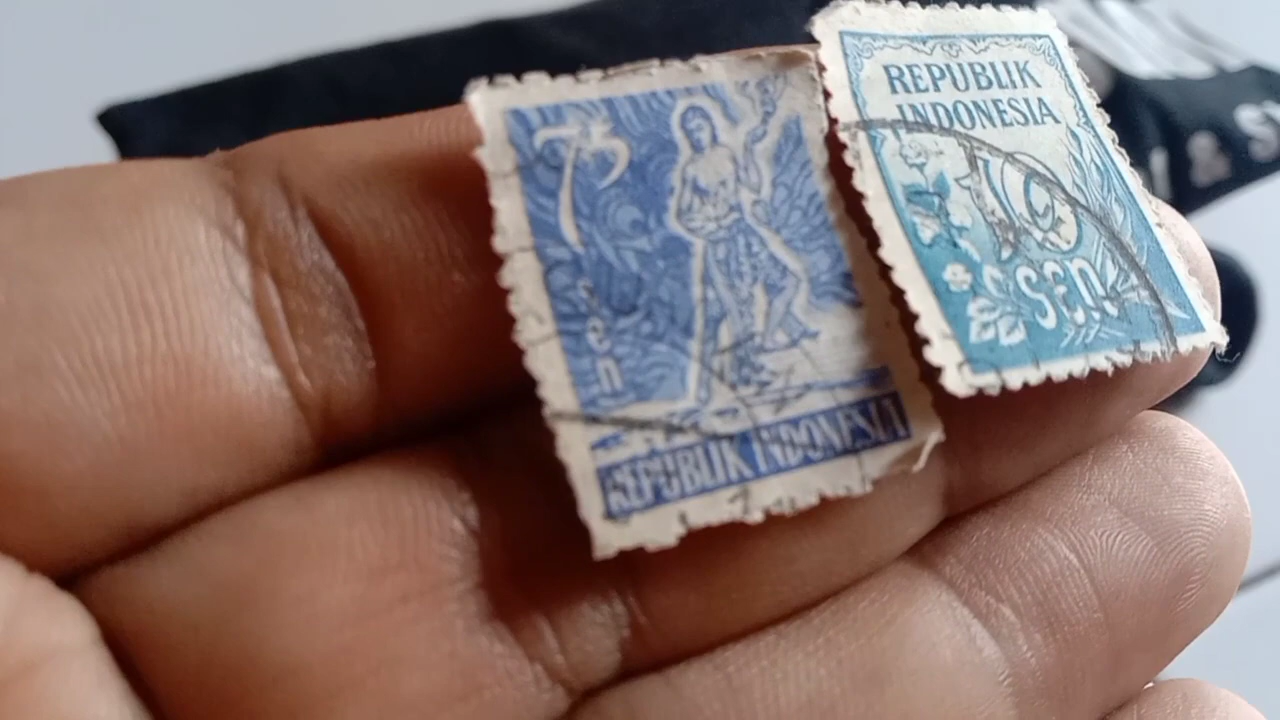 75
sen
REPUBLIK INDONESIA
REPUBLIK
INDONESIA
10
SEN
&